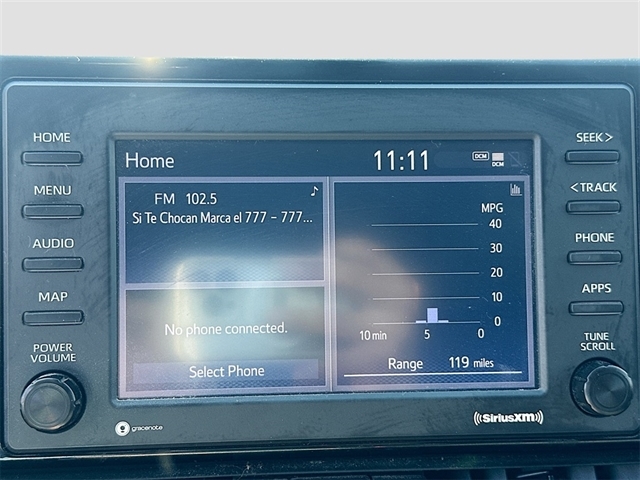 HOME
MENU
AUDIO
MAP
POWER
VOLUME
Home
11:11
DCM
DCM
FM 102.5
Si Te Chocan Marca el 777 - 777...
No phone connected.
Select Phone
MPG
40
30
20
10
0
10 min 5 0
Range 119 miles
SEEK >
< TRACK
PHONE
APPS
TUNE
SCROLL
gracenote
((SiriusXM))